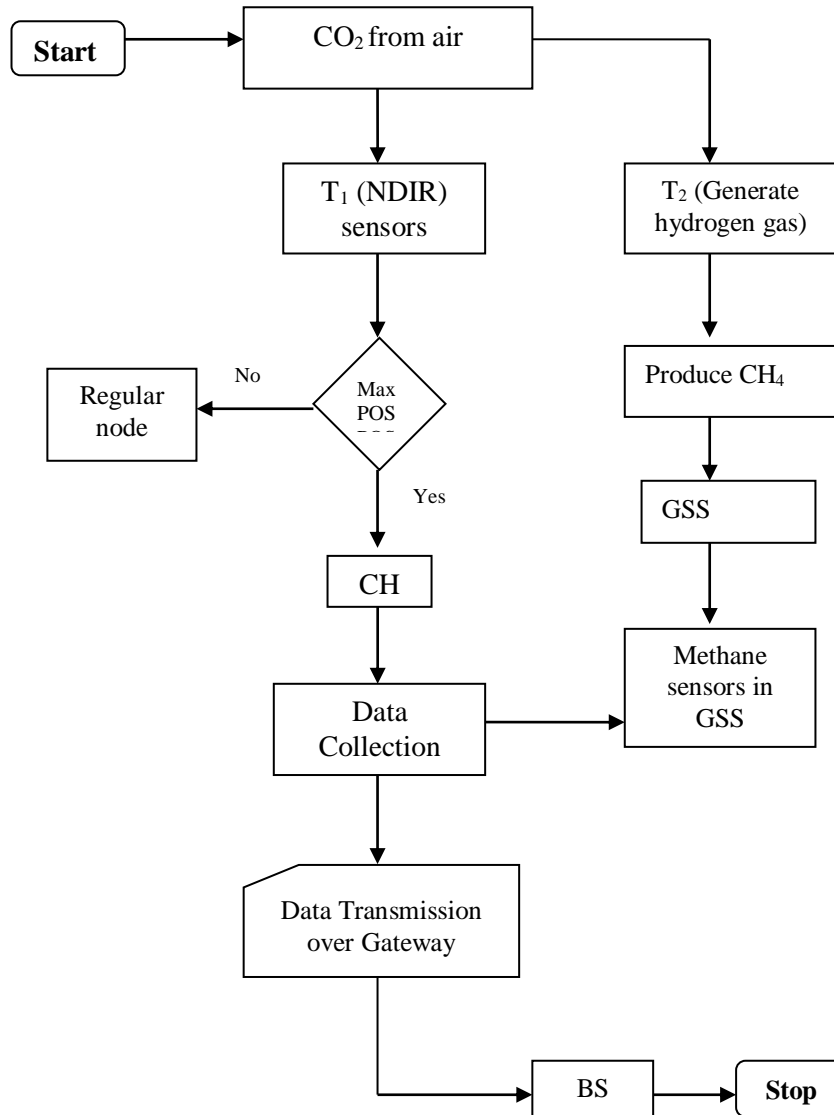 Start
CO₂ from air
T₁ (NDIR)
sensors
T₂ (Generate
hydrogen gas)
No
Max
POS
Regular
node
Produce CH₄
Yes
GSS
CH
Methane
sensors in
GSS
Data
Collection
Data Transmission
over Gateway
BS
Stop